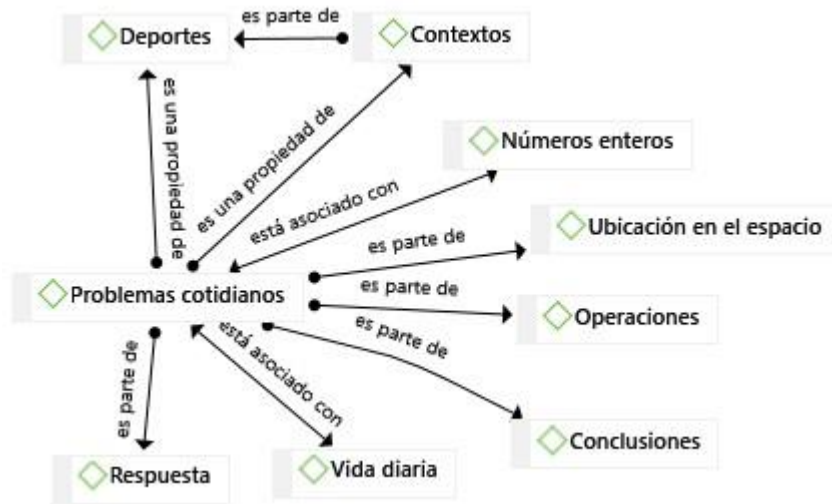 es parte de
Deportes
Contextos
es una propiedad de
es una propiedad de
Números enteros
está asociado con
Ubicación en el espacio
es parte de
Problemas cotidianos
es parte de
Operaciones
es parte de
está asociado con
es parte de
Conclusiones
Respuesta
Vida diaria